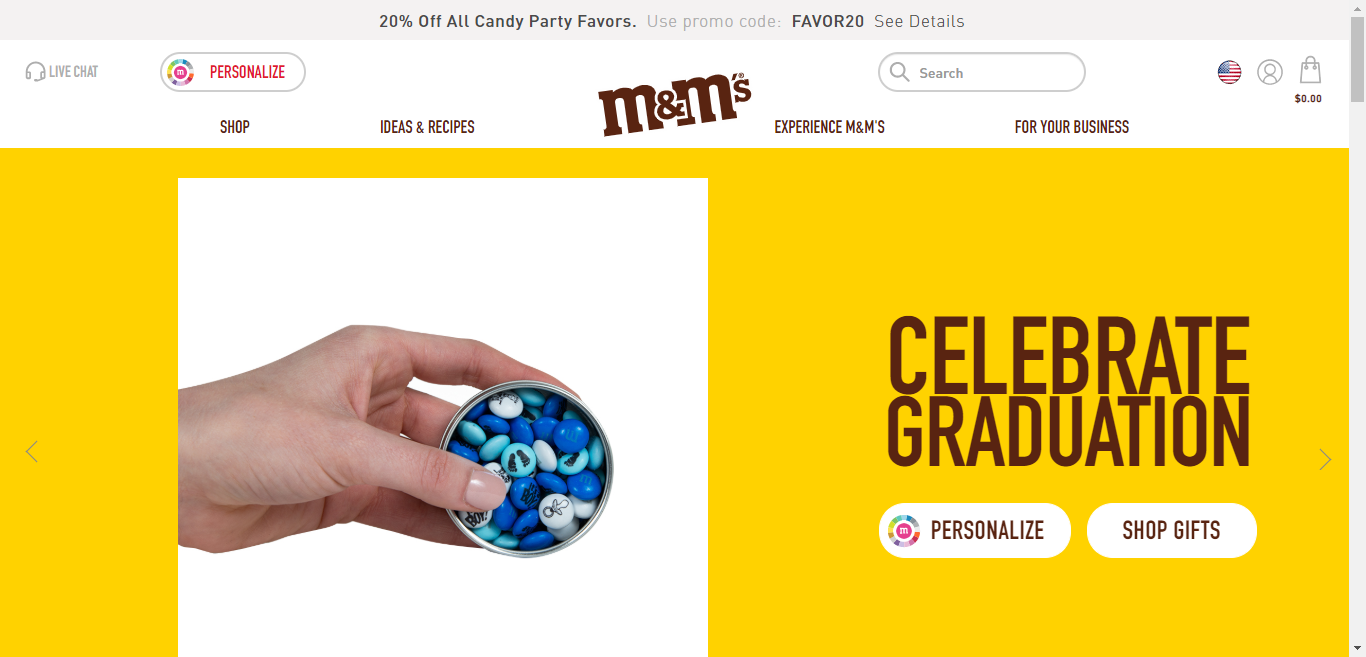 20% Off All Candy Party Favors. Use promo code: FAVOR20 See Details
LIVE CHAT
m PERSONALIZE
m&m's®
Search
$0.00
SHOP
IDEAS & RECIPES
EXPERIENCE M&M'S
FOR YOUR BUSINESS
CELEBRATE
GRADUATION
m PERSONALIZE
SHOP GIFTS
BOY!